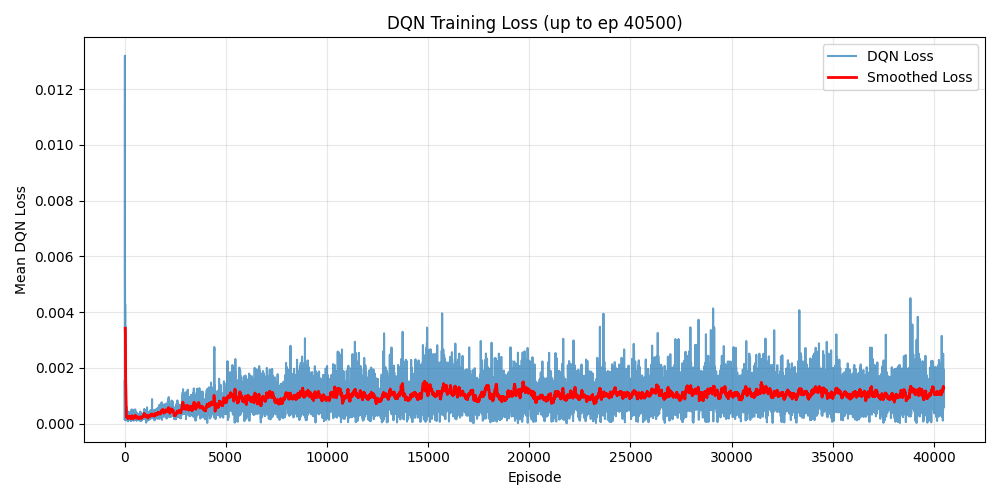 DQN Training Loss (up to ep 40500)
DQN Loss
Smoothed Loss
Mean DQN Loss
0.012
0.010
0.008
0.006
0.004
0.002
0.000
0 5000 10000 15000 20000 25000 30000 35000 40000
Episode